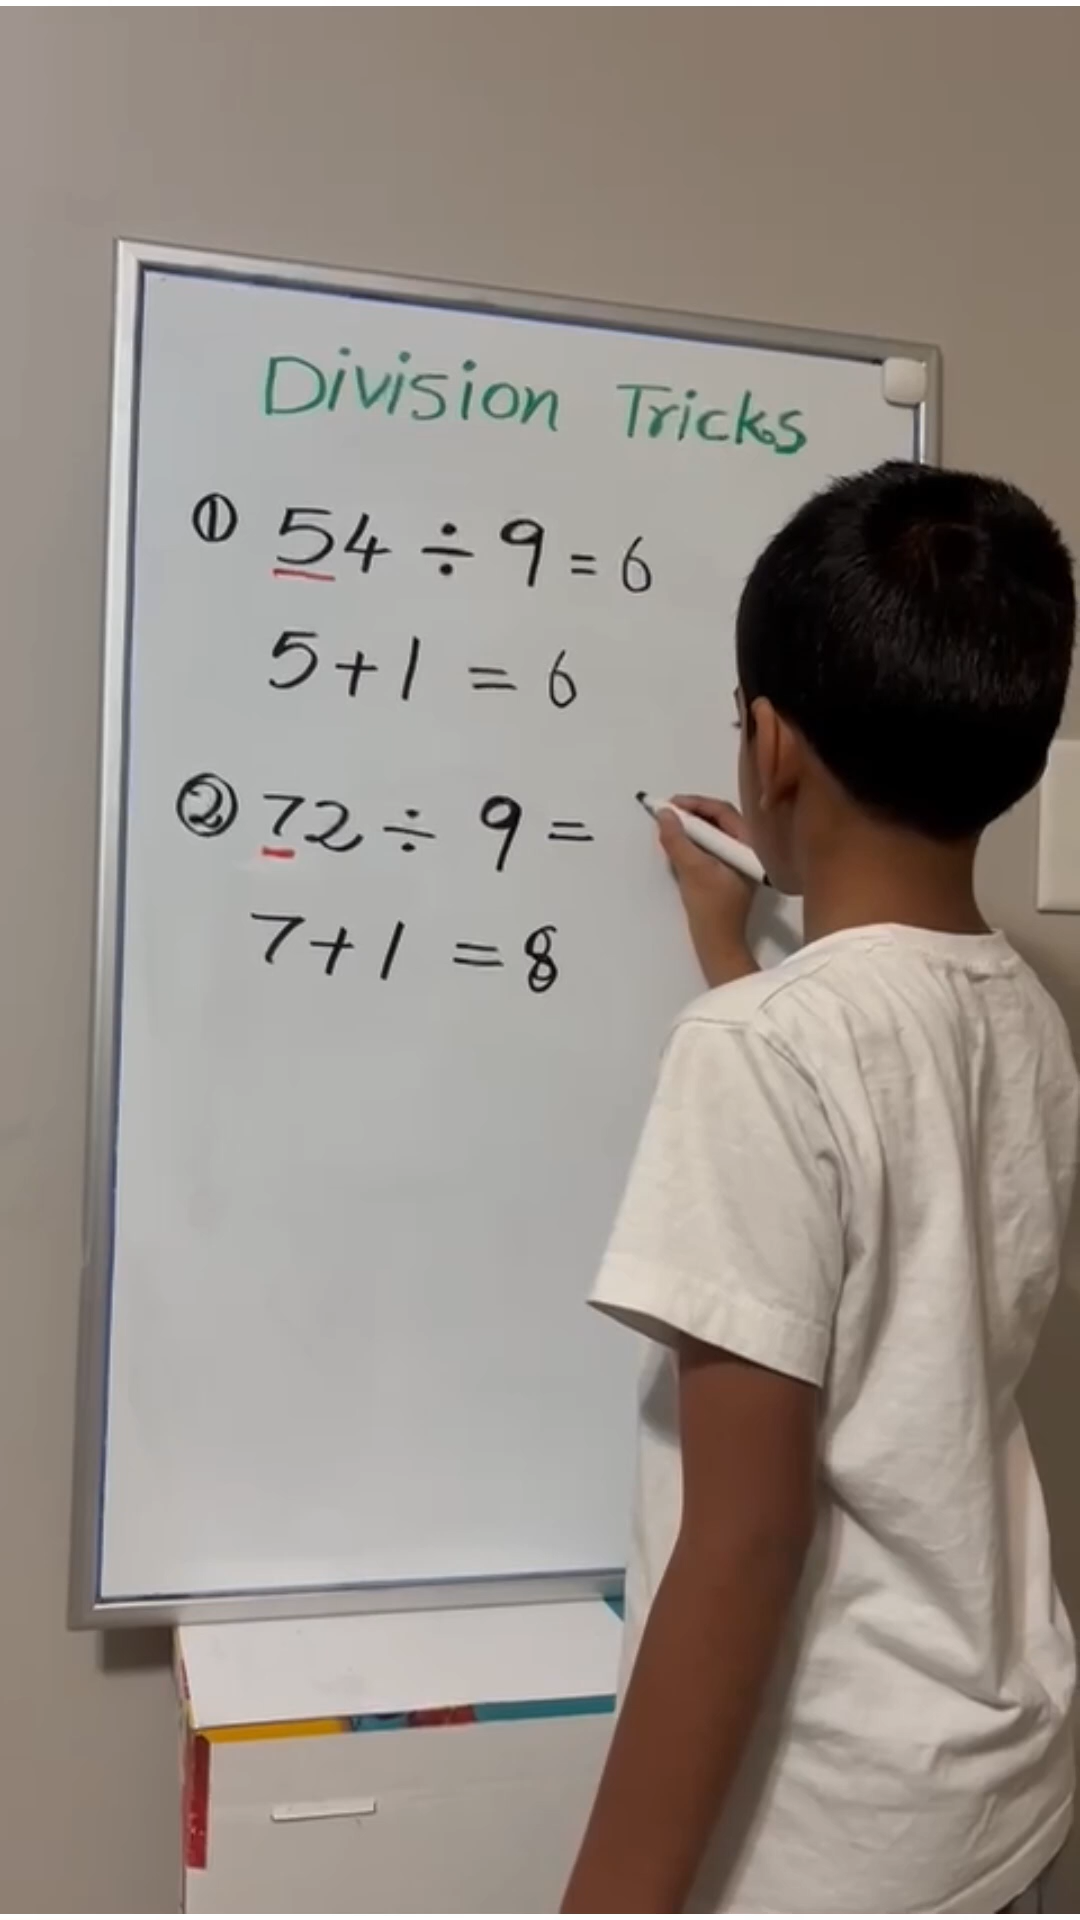 Division Tricks
① 54 ÷ 9 = 6
5+1 = 6
② 72 ÷ 9 =
7+1 = 8